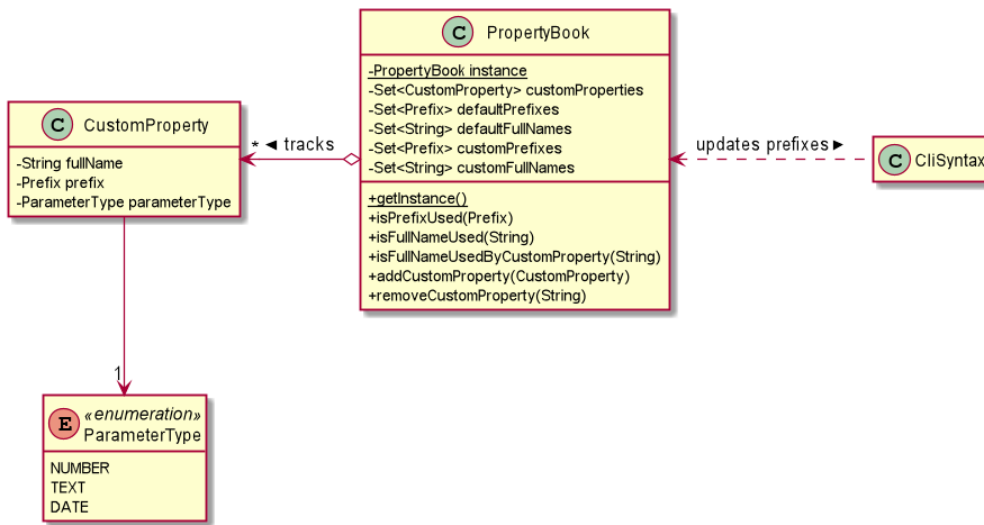 C PropertyBook
-PropertyBook instance
-Set<CustomProperty> customProperties
-Set<Prefix> defaultPrefixes
-Set<String> defaultFullNames
-Set<Prefix> customPrefixes
-Set<String> customFullNames
+getInstance()
+isPrefixUsed(Prefix)
+isFullNameUsed(String)
+isFullNameUsedByCustomProperty(String)
+addCustomProperty(CustomProperty)
+removeCustomProperty(String)
C CustomProperty
-String fullName
-Prefix prefix
-ParameterType parameterType
* ◄ tracks
updates prefixes ►
C CliSyntax
1
E «enumeration»
ParameterType
NUMBER
TEXT
DATE